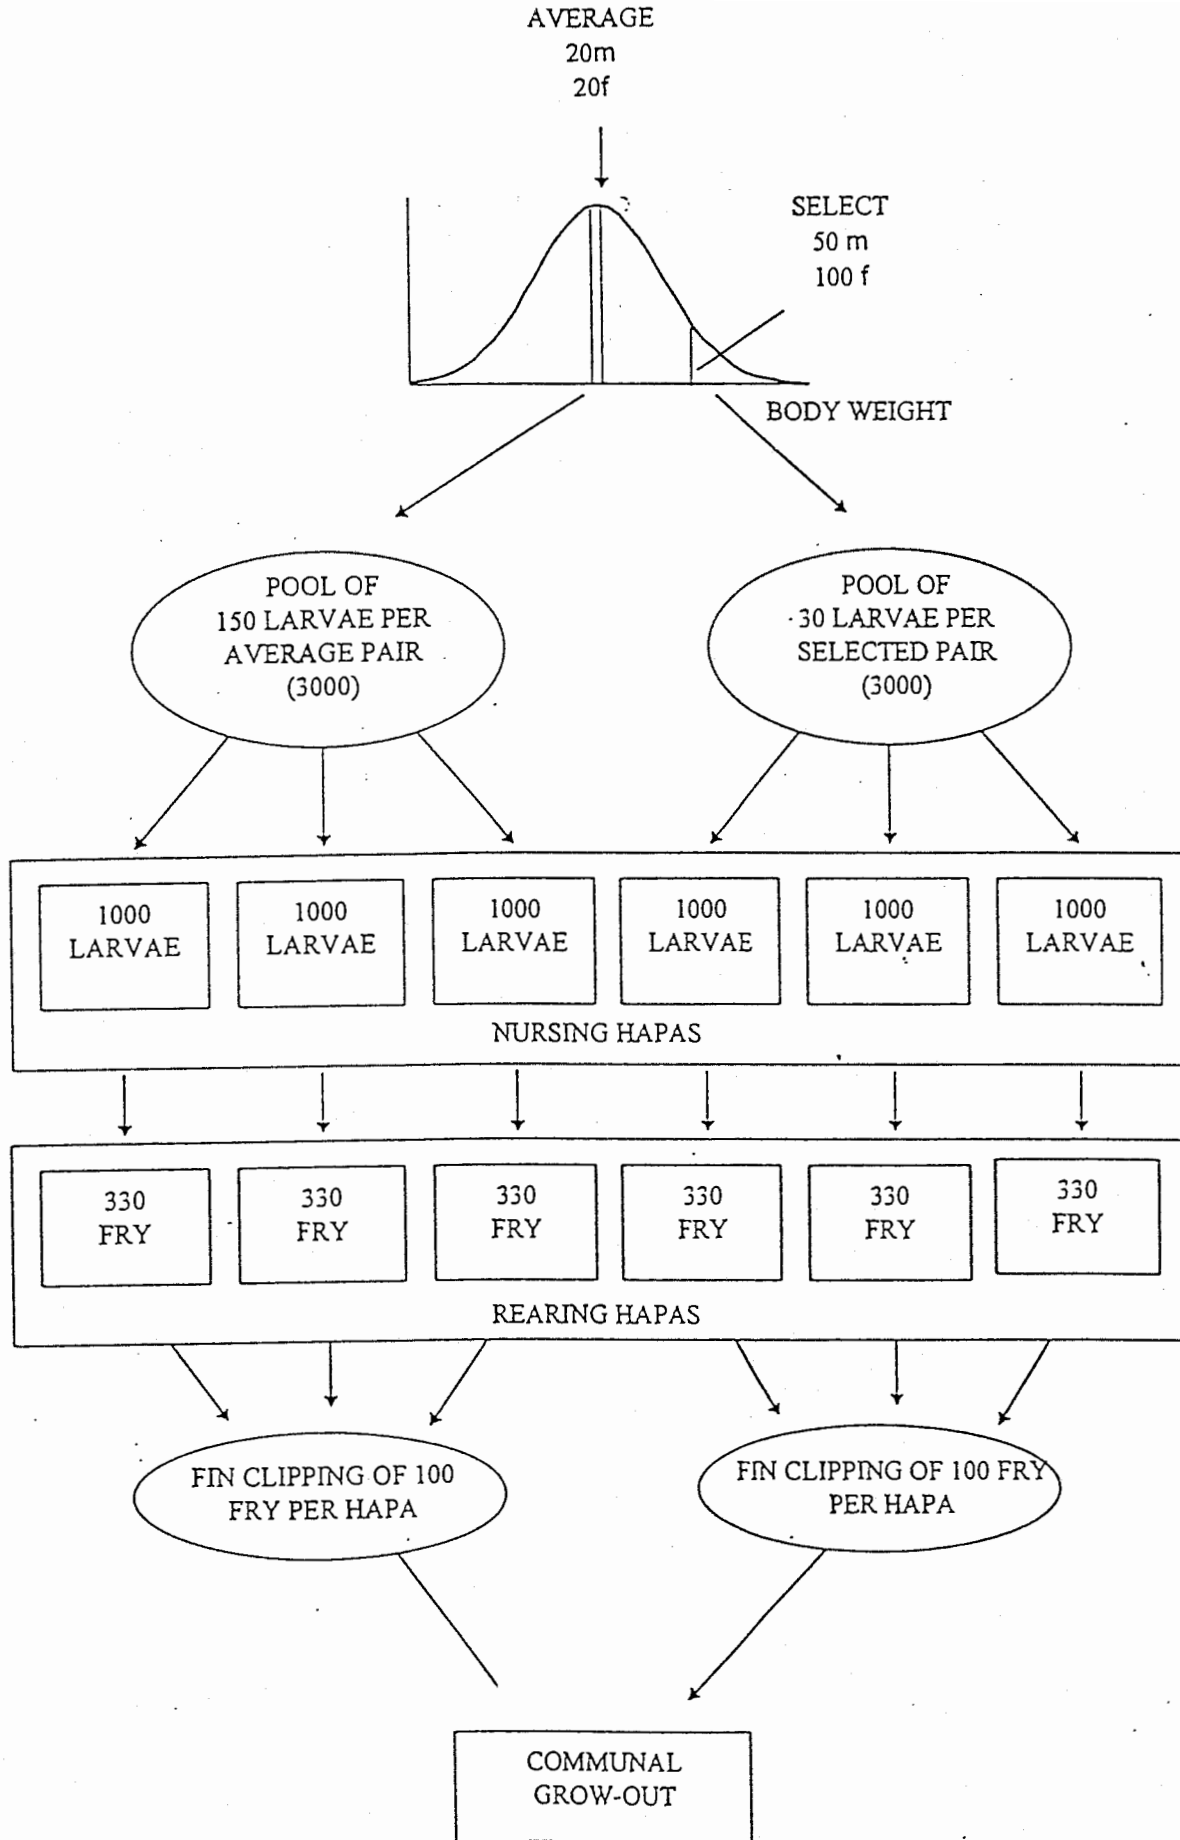 AVERAGE
20m
20f
SELECT
50 m
100 f
BODY WEIGHT
POOL OF
150 LARVAE PER
AVERAGE PAIR
(3000)
POOL OF
30 LARVAE PER
SELECTED PAIR
(3000)
1000
LARVAE
1000
LARVAE
1000
LARVAE
1000
LARVAE
1000
LARVAE
1000
LARVAE
NURSING HAPAS
330
FRY
330
FRY
330
FRY
330
FRY
330
FRY
330
FRY
REARING HAPAS
FIN CLIPPING OF 100
FRY PER HAPA
FIN CLIPPING OF 100 FRY
PER HAPA
COMMUNAL
GROW-OUT